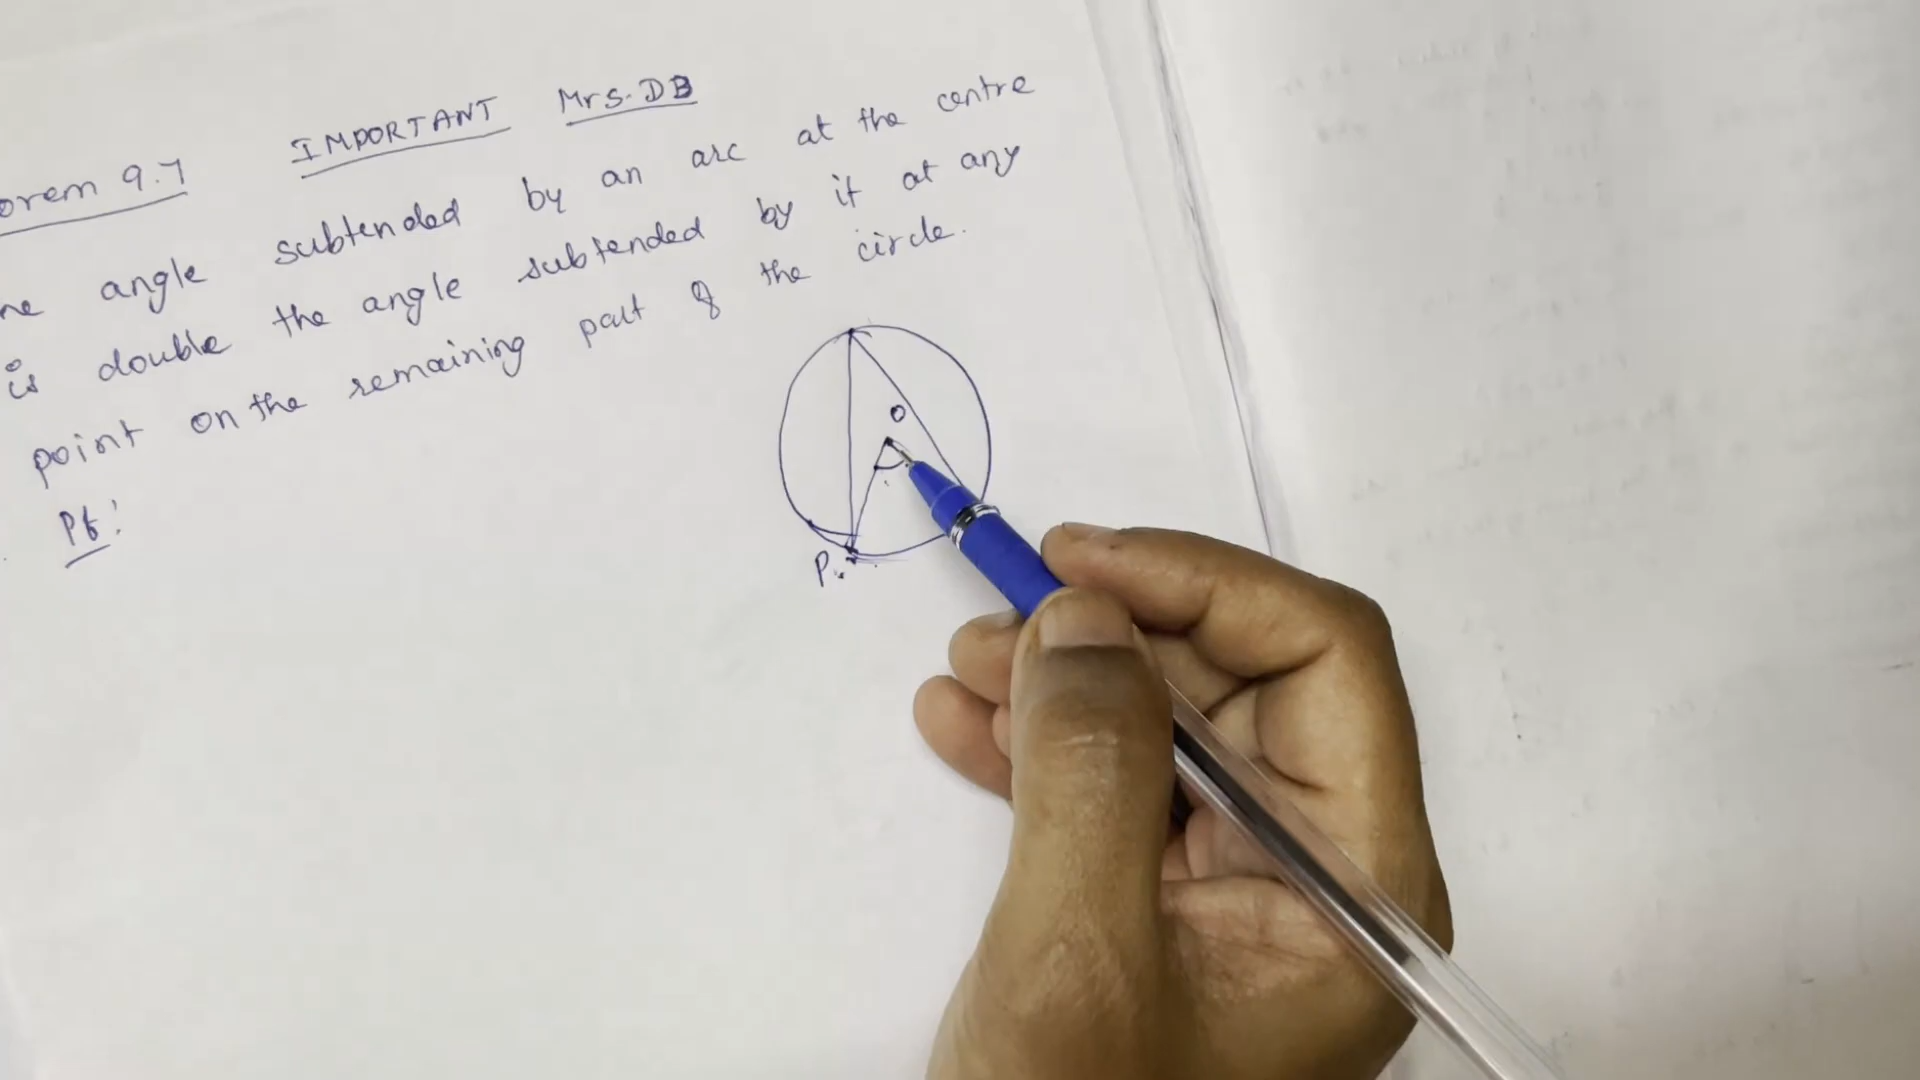 orem 9.7 IMPORTANT Mrs. DB
he angle subtended by an arc at the centre
is double the angle subtended by it at any
point on the remaining part of the circle.
Pf:
O
P